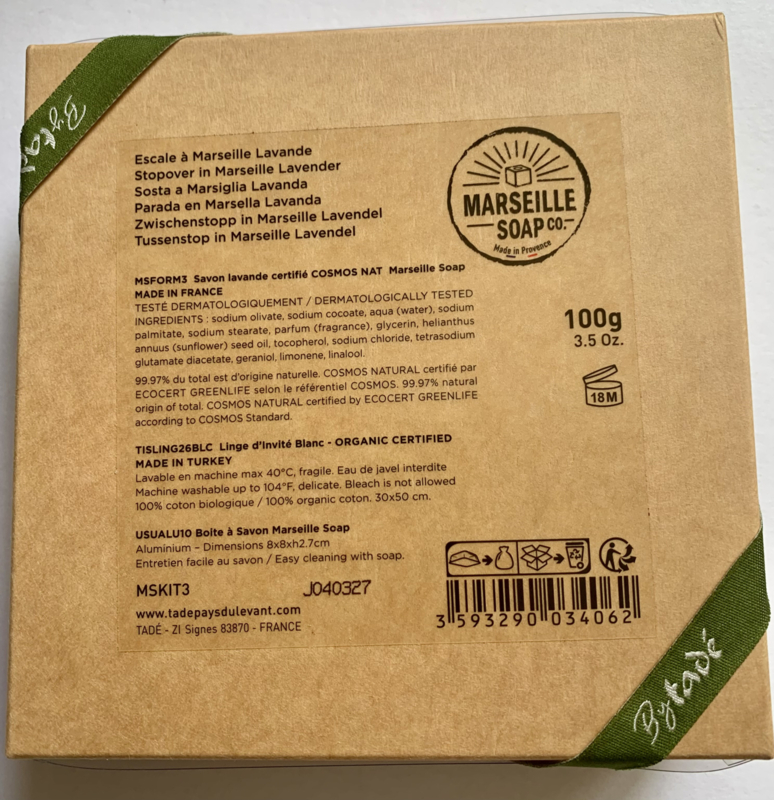 Bytad
Escale à Marseille Lavande
Stopover in Marseille Lavender
Sosta a Marsiglia Lavanda
Parada en Marsella Lavanda
Zwischenstopp in Marseille Lavendel
Tussenstop in Marseille Lavendel
MARSEILLE
SOAP CO.
Made in Provence
MSFORM3 Savon lavande certifié COSMOS NAT Marseille Soap
MADE IN FRANCE
TESTÉ DERMATOLOGIQUEMENT / DERMATOLOGICALLY TESTED
INGREDIENTS : sodium olivate, sodium cocoate, aqua (water), sodium
palmitate, sodium stearate, parfum (fragrance), glycerin, helianthus
annuus (sunflower) seed oil, tocopherol, sodium chloride, tetrasodium
glutamate diacetate, geraniol, limonene, linalool.
100g
3.5 Oz.
18M
99.97% du total est d'origine naturelle. COSMOS NATURAL certifié par
ECOCERT GREENLIFE selon le référentiel COSMOS. 99.97% natural
origin of total. COSMOS NATURAL certified by ECOCERT GREENLIFE
according to COSMOS Standard.
TISLING26BLC Linge d'Invité Blanc - ORGANIC CERTIFIED
MADE IN TURKEY
Lavable en machine max 40°C, fragile. Eau de javel interdite
Machine washable up to 104°F, delicate. Bleach is not allowed
100% coton biologique / 100% organic coton. 30x50 cm.
USUALU10 Boite à Savon Marseille Soap
Aluminium – Dimensions 8x8xh2.7cm
Entretien facile au savon / Easy cleaning with soap.
MSKIT3 J040327
www.tadepaysdulevant.com
TADÉ - ZI Signes 83870 - FRANCE
3 593290 034062
Bytadé